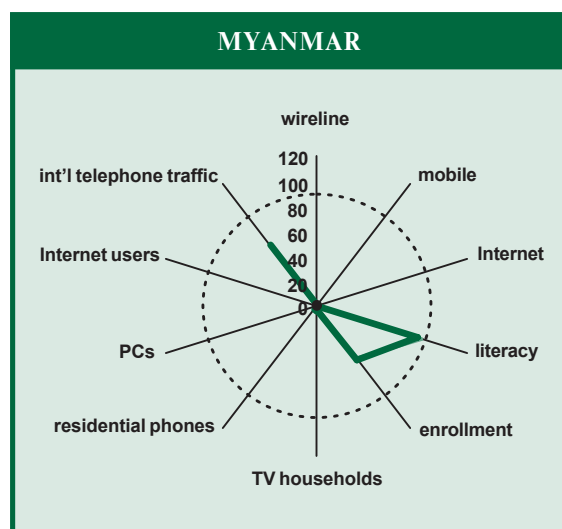 MYANMAR
wireline
120
int'l telephone traffic
100
mobile
80
60
Internet users
40
Internet
20
0
PCs
literacy
residential phones
enrollment
TV households